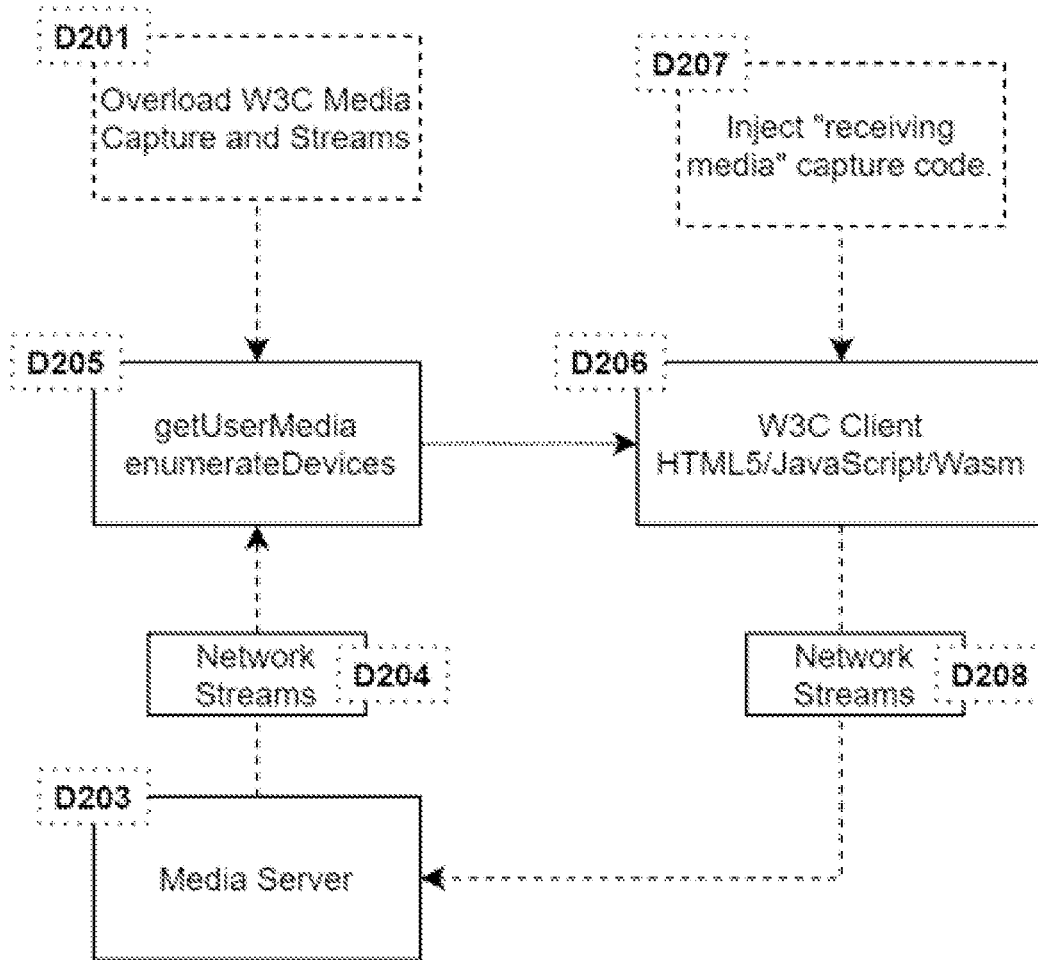 D201
Overload W3C Media
Capture and Streams
D207
Inject "receiving
media" capture code.
D205
getUserMedia
enumerateDevices
D206
W3C Client
HTML5/JavaScript/Wasm
Network
Streams
D204
Network
Streams
D208
D203
Media Server